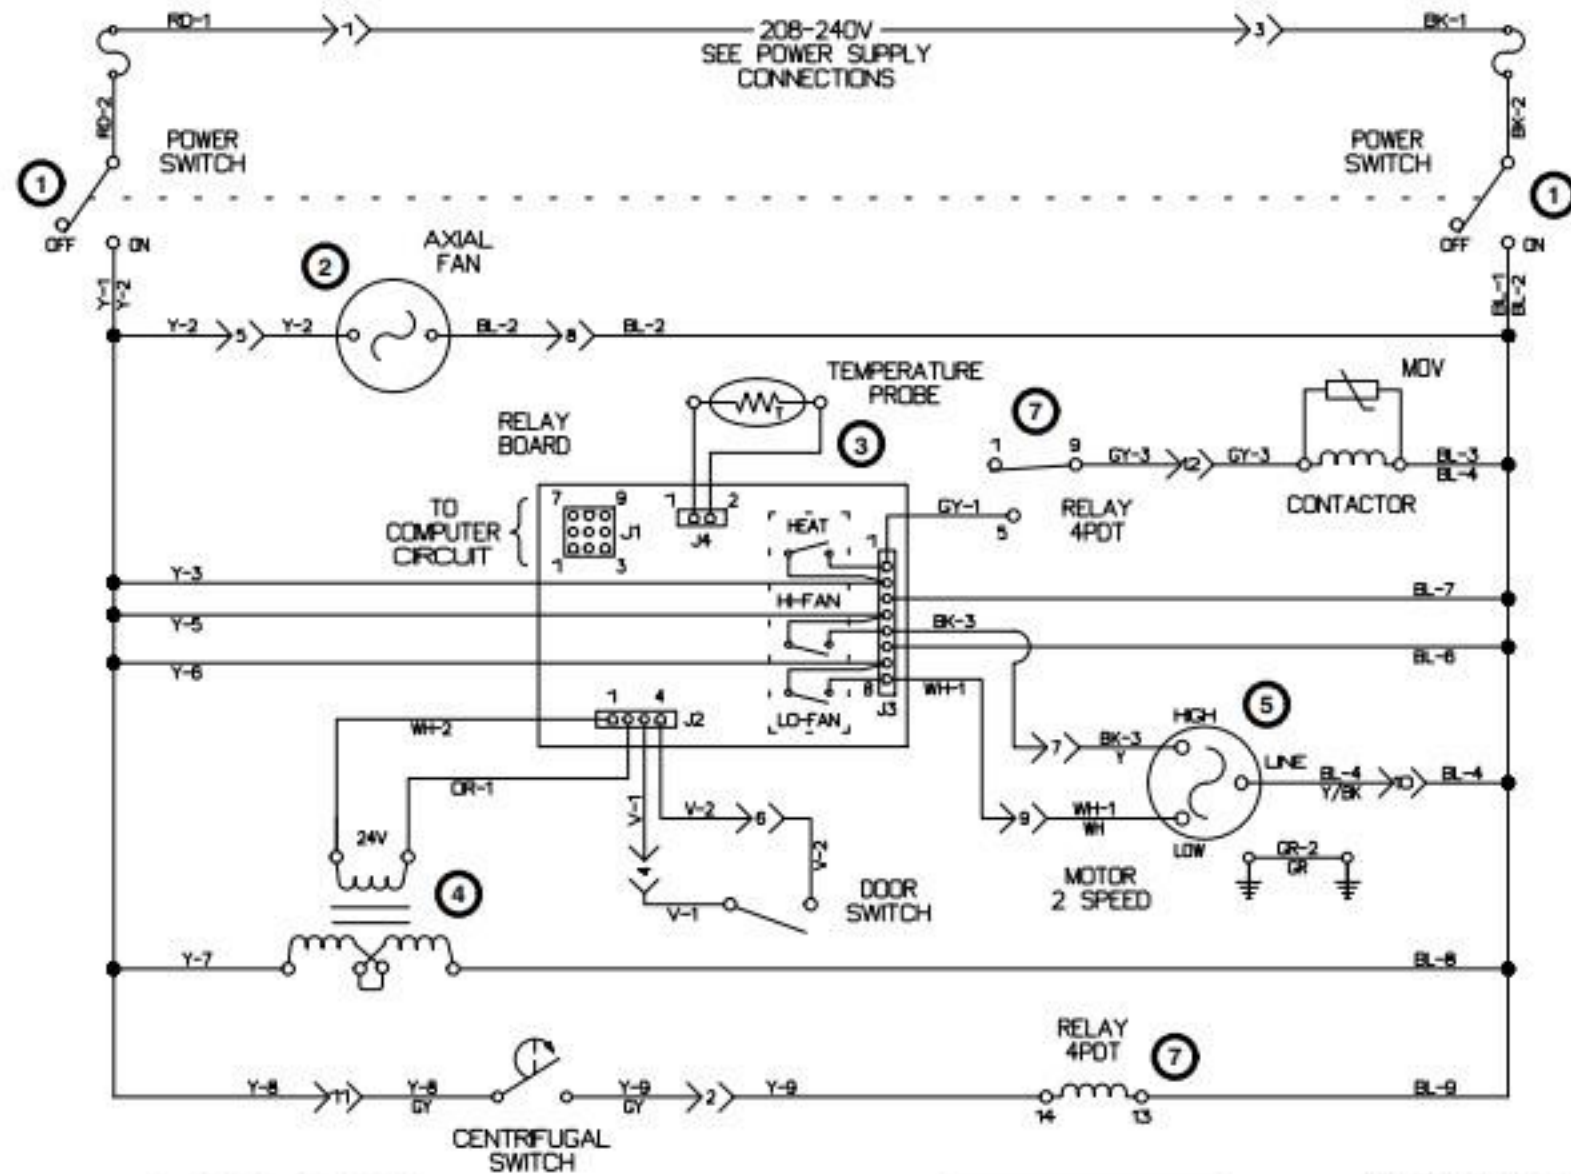 RD-1
1
208-240V
SEE POWER SUPPLY
CONNECTIONS
3
BK-1
RD-2
BK-2
POWER
SWITCH
POWER
SWITCH
1
1
OFF
ON
OFF
ON
AXIAL
FAN
2
Y-1
Y-2
BL-1
BL-2
Y-2
5
Y-2
BL-2
8
BL-2
TEMPERATURE
PROBE
T
MOV
RELAY
BOARD
3
7
1
9
GY-3
12
GY-3
BL-3
BL-4
CONTACTOR
RELAY
4PDT
GY-1
5
TO
COMPUTER
CIRCUIT
7
9
J1
1
3
1
2
J4
HEAT
1
Y-3
HI-FAN
BL-7
Y-5
BK-3
Y-6
BL-6
8
WH-1
J3
LO-FAN
1
4
J2
WH-2
OR-1
HIGH
5
7
BK-3
Y
LINE
BL-4
Y/BK
10
BL-4
V-1
V-2
6
V-2
9
WH-1
WH
LOW
24V
4
4
V-1
DOOR
SWITCH
MOTOR
2 SPEED
GR-2
GR
Y-7
BL-8
RELAY
4PDT
7
Y-8
11
Y-8
GY
Y-9
GY
2
Y-9
14
13
BL-9
CENTRIFUGAL
SWITCH